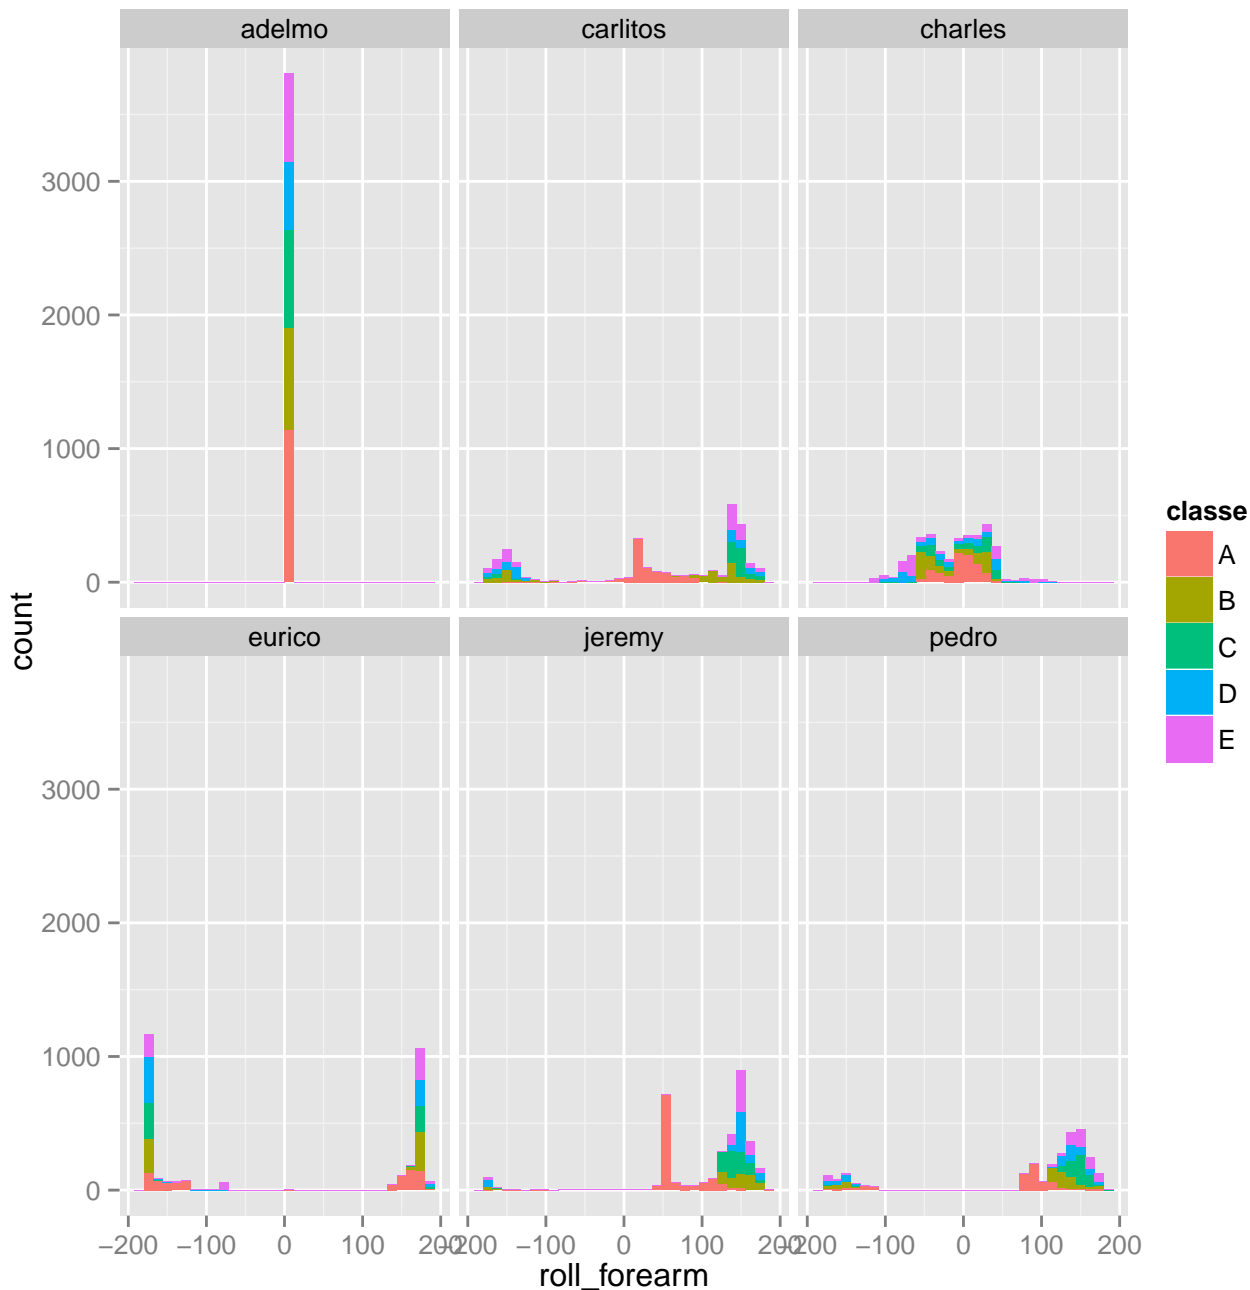 adelmo carlitos charles
3000
2000
1000
0
count
eurico jeremy pedro
3000
2000
1000
0
−200 −100 0 100 200 −200 −100 0 100 200 −200 −100 0 100 200
roll_forearm
classe
A
B
C
D
E